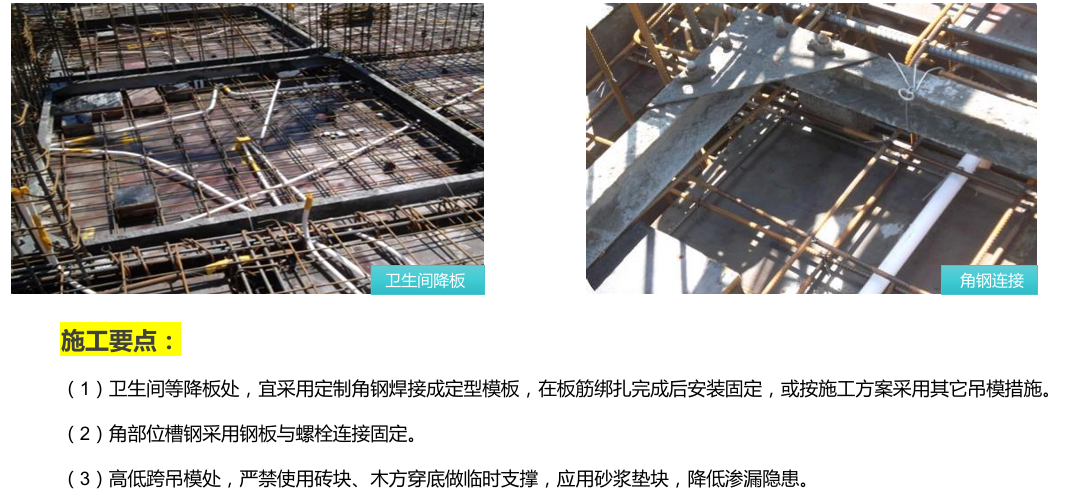 卫生间降板
角钢连接
施工要点：
（1）卫生间等降板处，宜采用定制角钢焊接成定型模板，在板筋绑扎完成后安装固定，或按施工方案采用其它吊模措施。
（2）角部位槽钢采用钢板与螺栓连接固定。
（3）高低跨吊模处，严禁使用砖块、木方穿底做临时支撑，应用砂浆垫块，降低渗漏隐患。